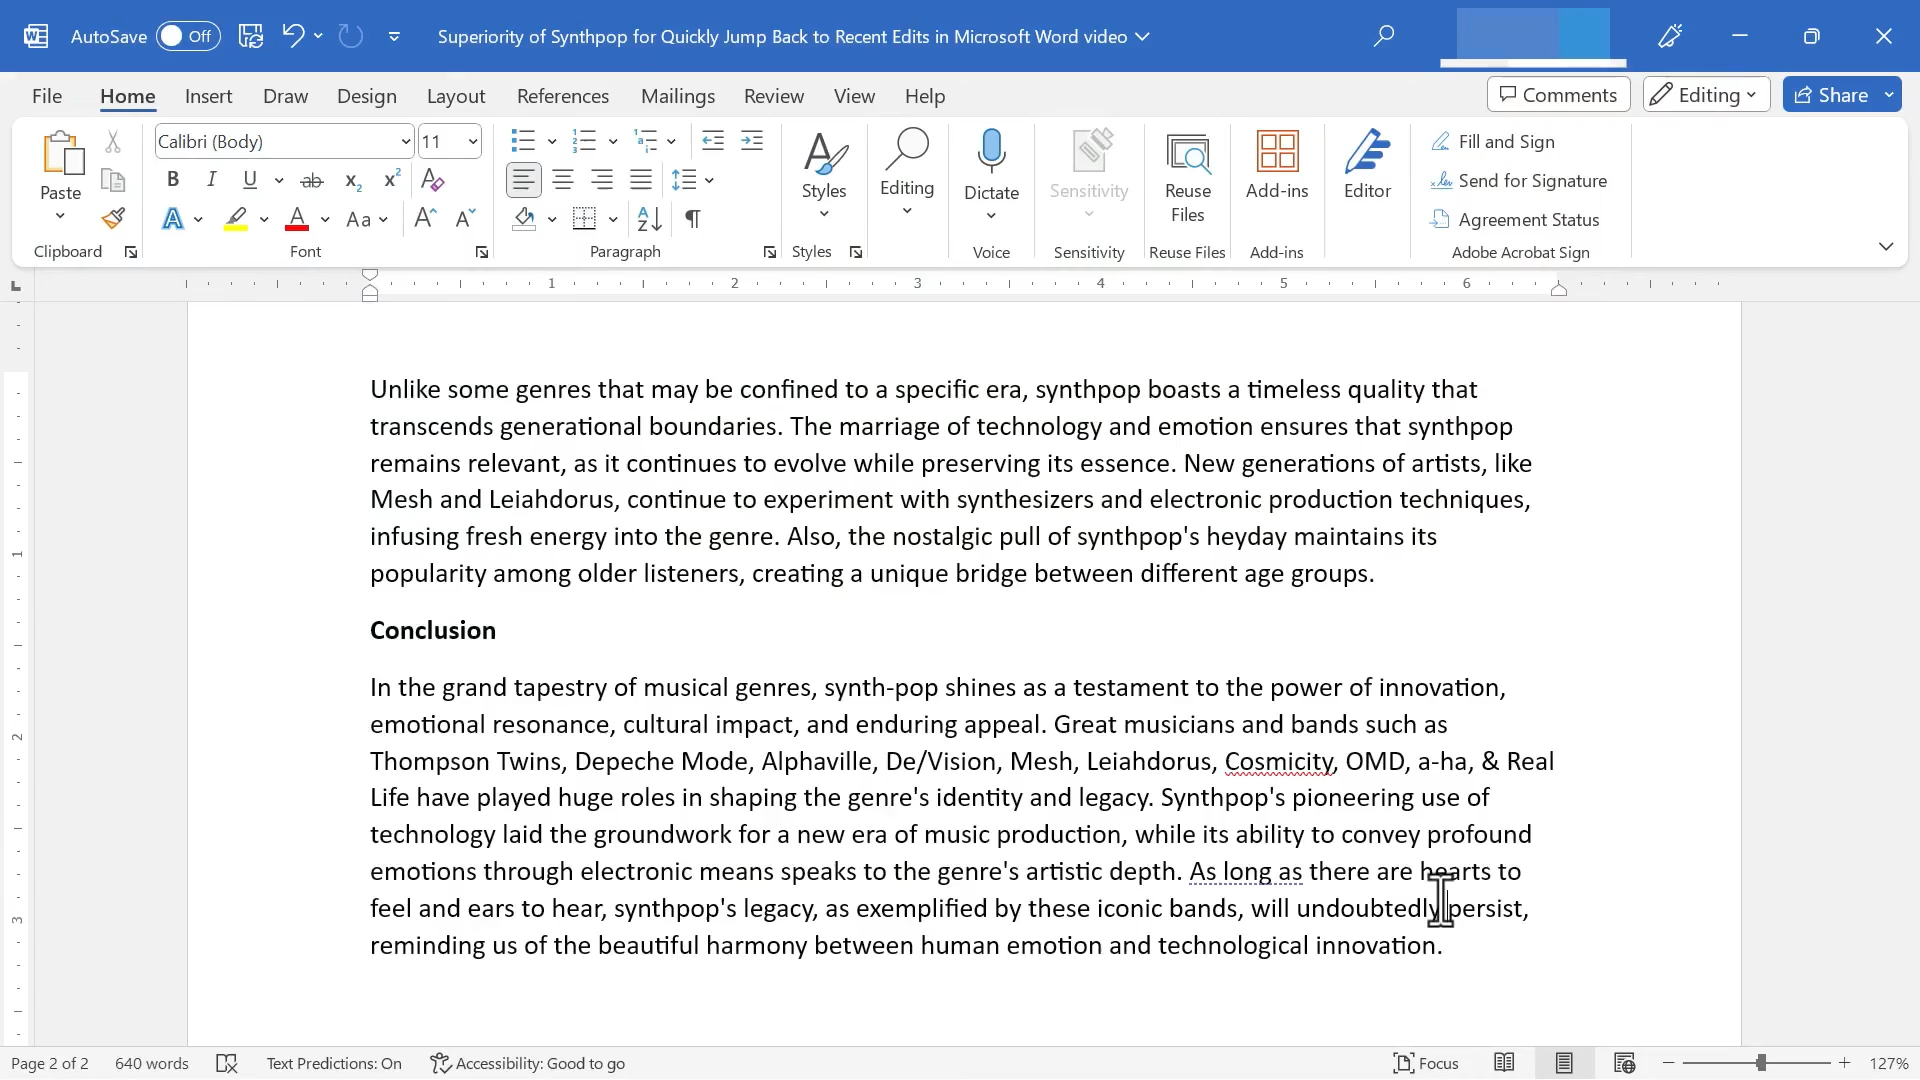 AutoSave Off Superiority of Synthpop for Quickly Jump Back to Recent Edits in Microsoft Word video
File Home Insert Draw Design Layout References Mailings Review View Help Comments Editing Share
Calibri (Body) 11
Paste
B I U ab x2 x2
A A Aa A A
Clipboard
Font
Paragraph
Styles
Styles
Editing
Dictate
Voice
Sensitivity
Sensitivity
Reuse
Files
Reuse Files
Add-ins
Add-ins
Editor
Fill and Sign
Send for Signature
Agreement Status
Adobe Acrobat Sign
1 2 3 4 5 6
1
2
3
Unlike some genres that may be confined to a specific era, synthpop boasts a timeless quality that
transcends generational boundaries. The marriage of technology and emotion ensures that synthpop
remains relevant, as it continues to evolve while preserving its essence. New generations of artists, like
Mesh and Leiahdorus, continue to experiment with synthesizers and electronic production techniques,
infusing fresh energy into the genre. Also, the nostalgic pull of synthpop's heyday maintains its
popularity among older listeners, creating a unique bridge between different age groups.
Conclusion
In the grand tapestry of musical genres, synth-pop shines as a testament to the power of innovation,
emotional resonance, cultural impact, and enduring appeal. Great musicians and bands such as
Thompson Twins, Depeche Mode, Alphaville, De/Vision, Mesh, Leiahdorus, Cosmicity, OMD, a-ha, & Real
Life have played huge roles in shaping the genre's identity and legacy. Synthpop's pioneering use of
technology laid the groundwork for a new era of music production, while its ability to convey profound
emotions through electronic means speaks to the genre's artistic depth. As long as there are hearts to
feel and ears to hear, synthpop's legacy, as exemplified by these iconic bands, will undoubtedly persist,
reminding us of the beautiful harmony between human emotion and technological innovation.
Page 2 of 2 640 words Text Predictions: On Accessibility: Good to go Focus 127%